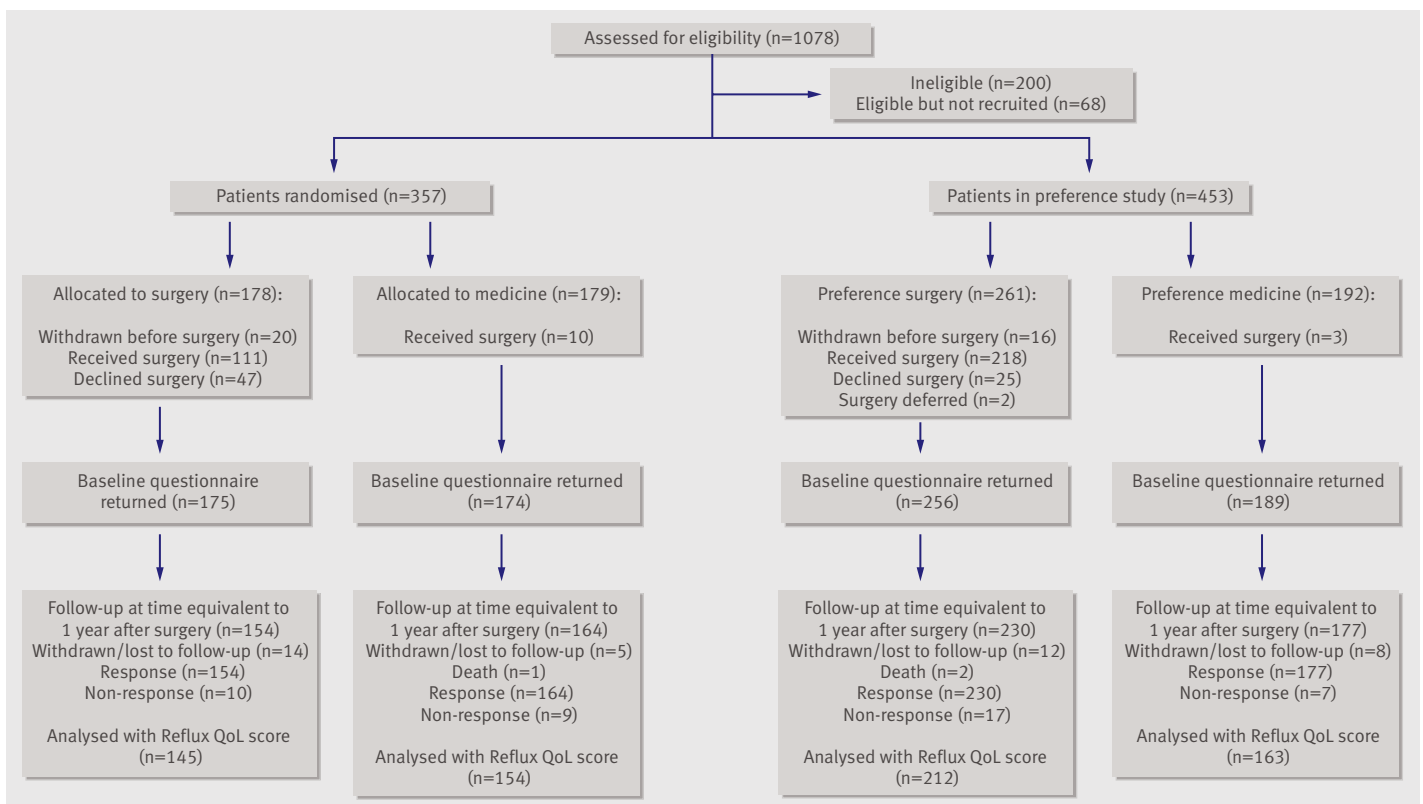 Assessed for eligibility (n=1078)
Ineligible (n=200)
Eligible but not recruited (n=68)
Patients randomised (n=357)
Patients in preference study (n=453)
Allocated to surgery (n=178):
Withdrawn before surgery (n=20)
Received surgery (n=111)
Declined surgery (n=47)
Allocated to medicine (n=179):
Received surgery (n=10)
Preference surgery (n=261):
Withdrawn before surgery (n=16)
Received surgery (n=218)
Declined surgery (n=25)
Surgery deferred (n=2)
Preference medicine (n=192):
Received surgery (n=3)
Baseline questionnaire
returned (n=175)
Baseline questionnaire returned
(n=174)
Baseline questionnaire returned
(n=256)
Baseline questionnaire returned
(n=189)
Follow-up at time equivalent to
1 year after surgery (n=154)
Withdrawn/lost to follow-up (n=14)
Response (n=154)
Non-response (n=10)
Analysed with Reflux QoL score
(n=145)
Follow-up at time equivalent to
1 year after surgery (n=164)
Withdrawn/lost to follow-up (n=5)
Death (n=1)
Response (n=164)
Non-response (n=9)
Analysed with Reflux QoL score
(n=154)
Follow-up at time equivalent to
1 year after surgery (n=230)
Withdrawn/lost to follow-up (n=12)
Death (n=2)
Response (n=230)
Non-response (n=17)
Analysed with Reflux QoL score
(n=212)
Follow-up at time equivalent to
1 year after surgery (n=177)
Withdrawn/lost to follow-up (n=8)
Response (n=177)
Non-response (n=7)
Analysed with Reflux QoL score
(n=163)